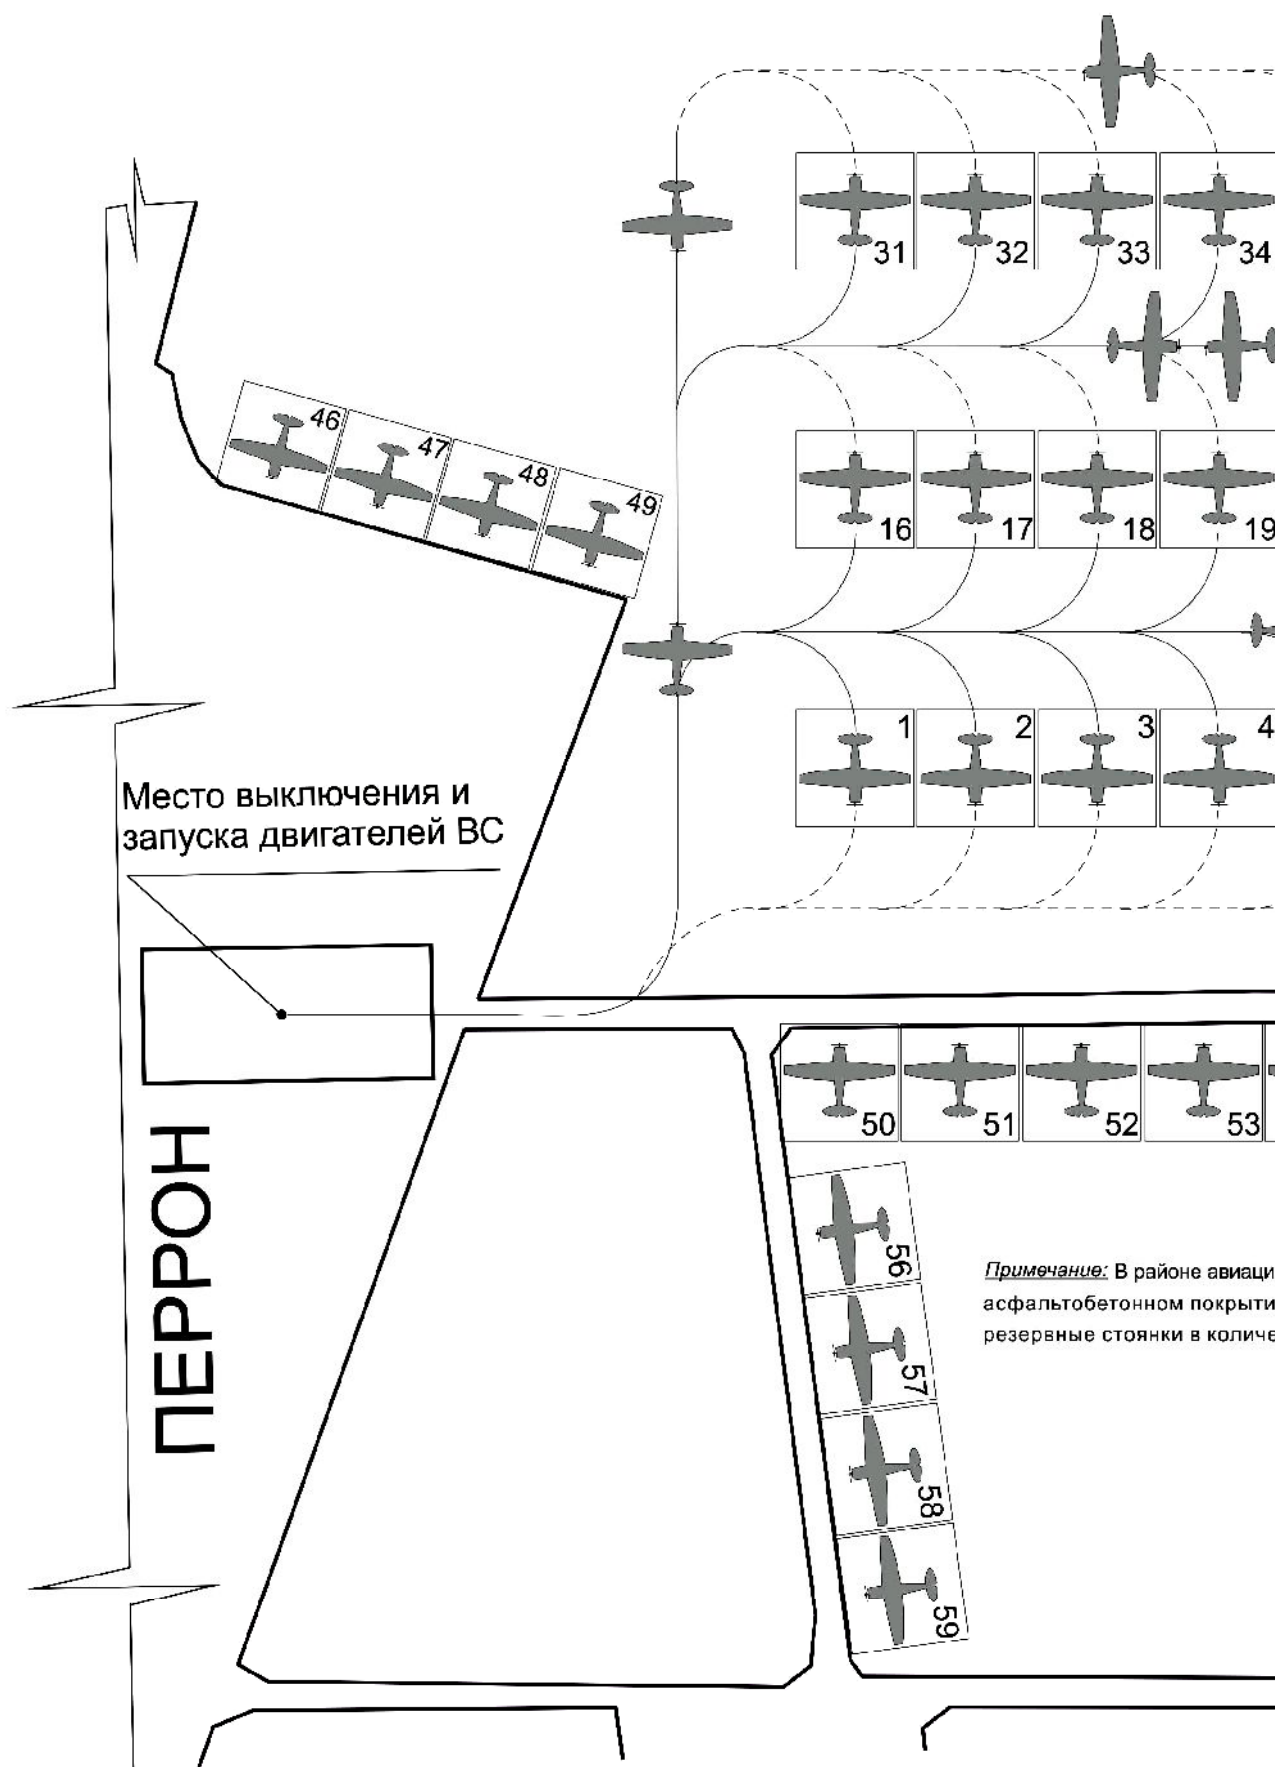 31 32 33 34
46 47 48 49
16 17 18 19
1 2 3 4
Место выключения и
запуска двигателей ВС
50 51 52 53
ПЕРРОН
56
57
58
59
Примечание: В районе авиаци
асфальтобетонном покрыти
резервные стоянки в количе